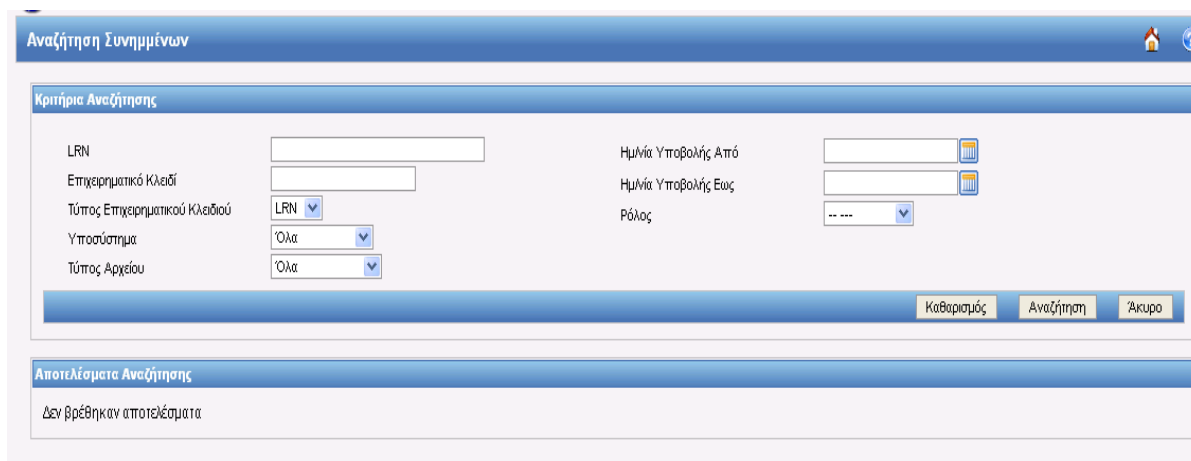 Αναζήτηση Συνημμένων
Κριτήρια Αναζήτησης
LRN
Ημ/νία Υποβολής Από
Επιχειρηματικό Κλειδί
Ημ/νία Υποβολής Εως
Τύπος Επιχειρηματικού Κλειδιού LRN
Ρόλος -- ---
Υποσύστημα Όλα
Τύπος Αρχείου Όλα
Καθαρισμός Αναζήτηση Άκυρο
Αποτελέσματα Αναζήτησης
Δεν βρέθηκαν αποτελέσματα